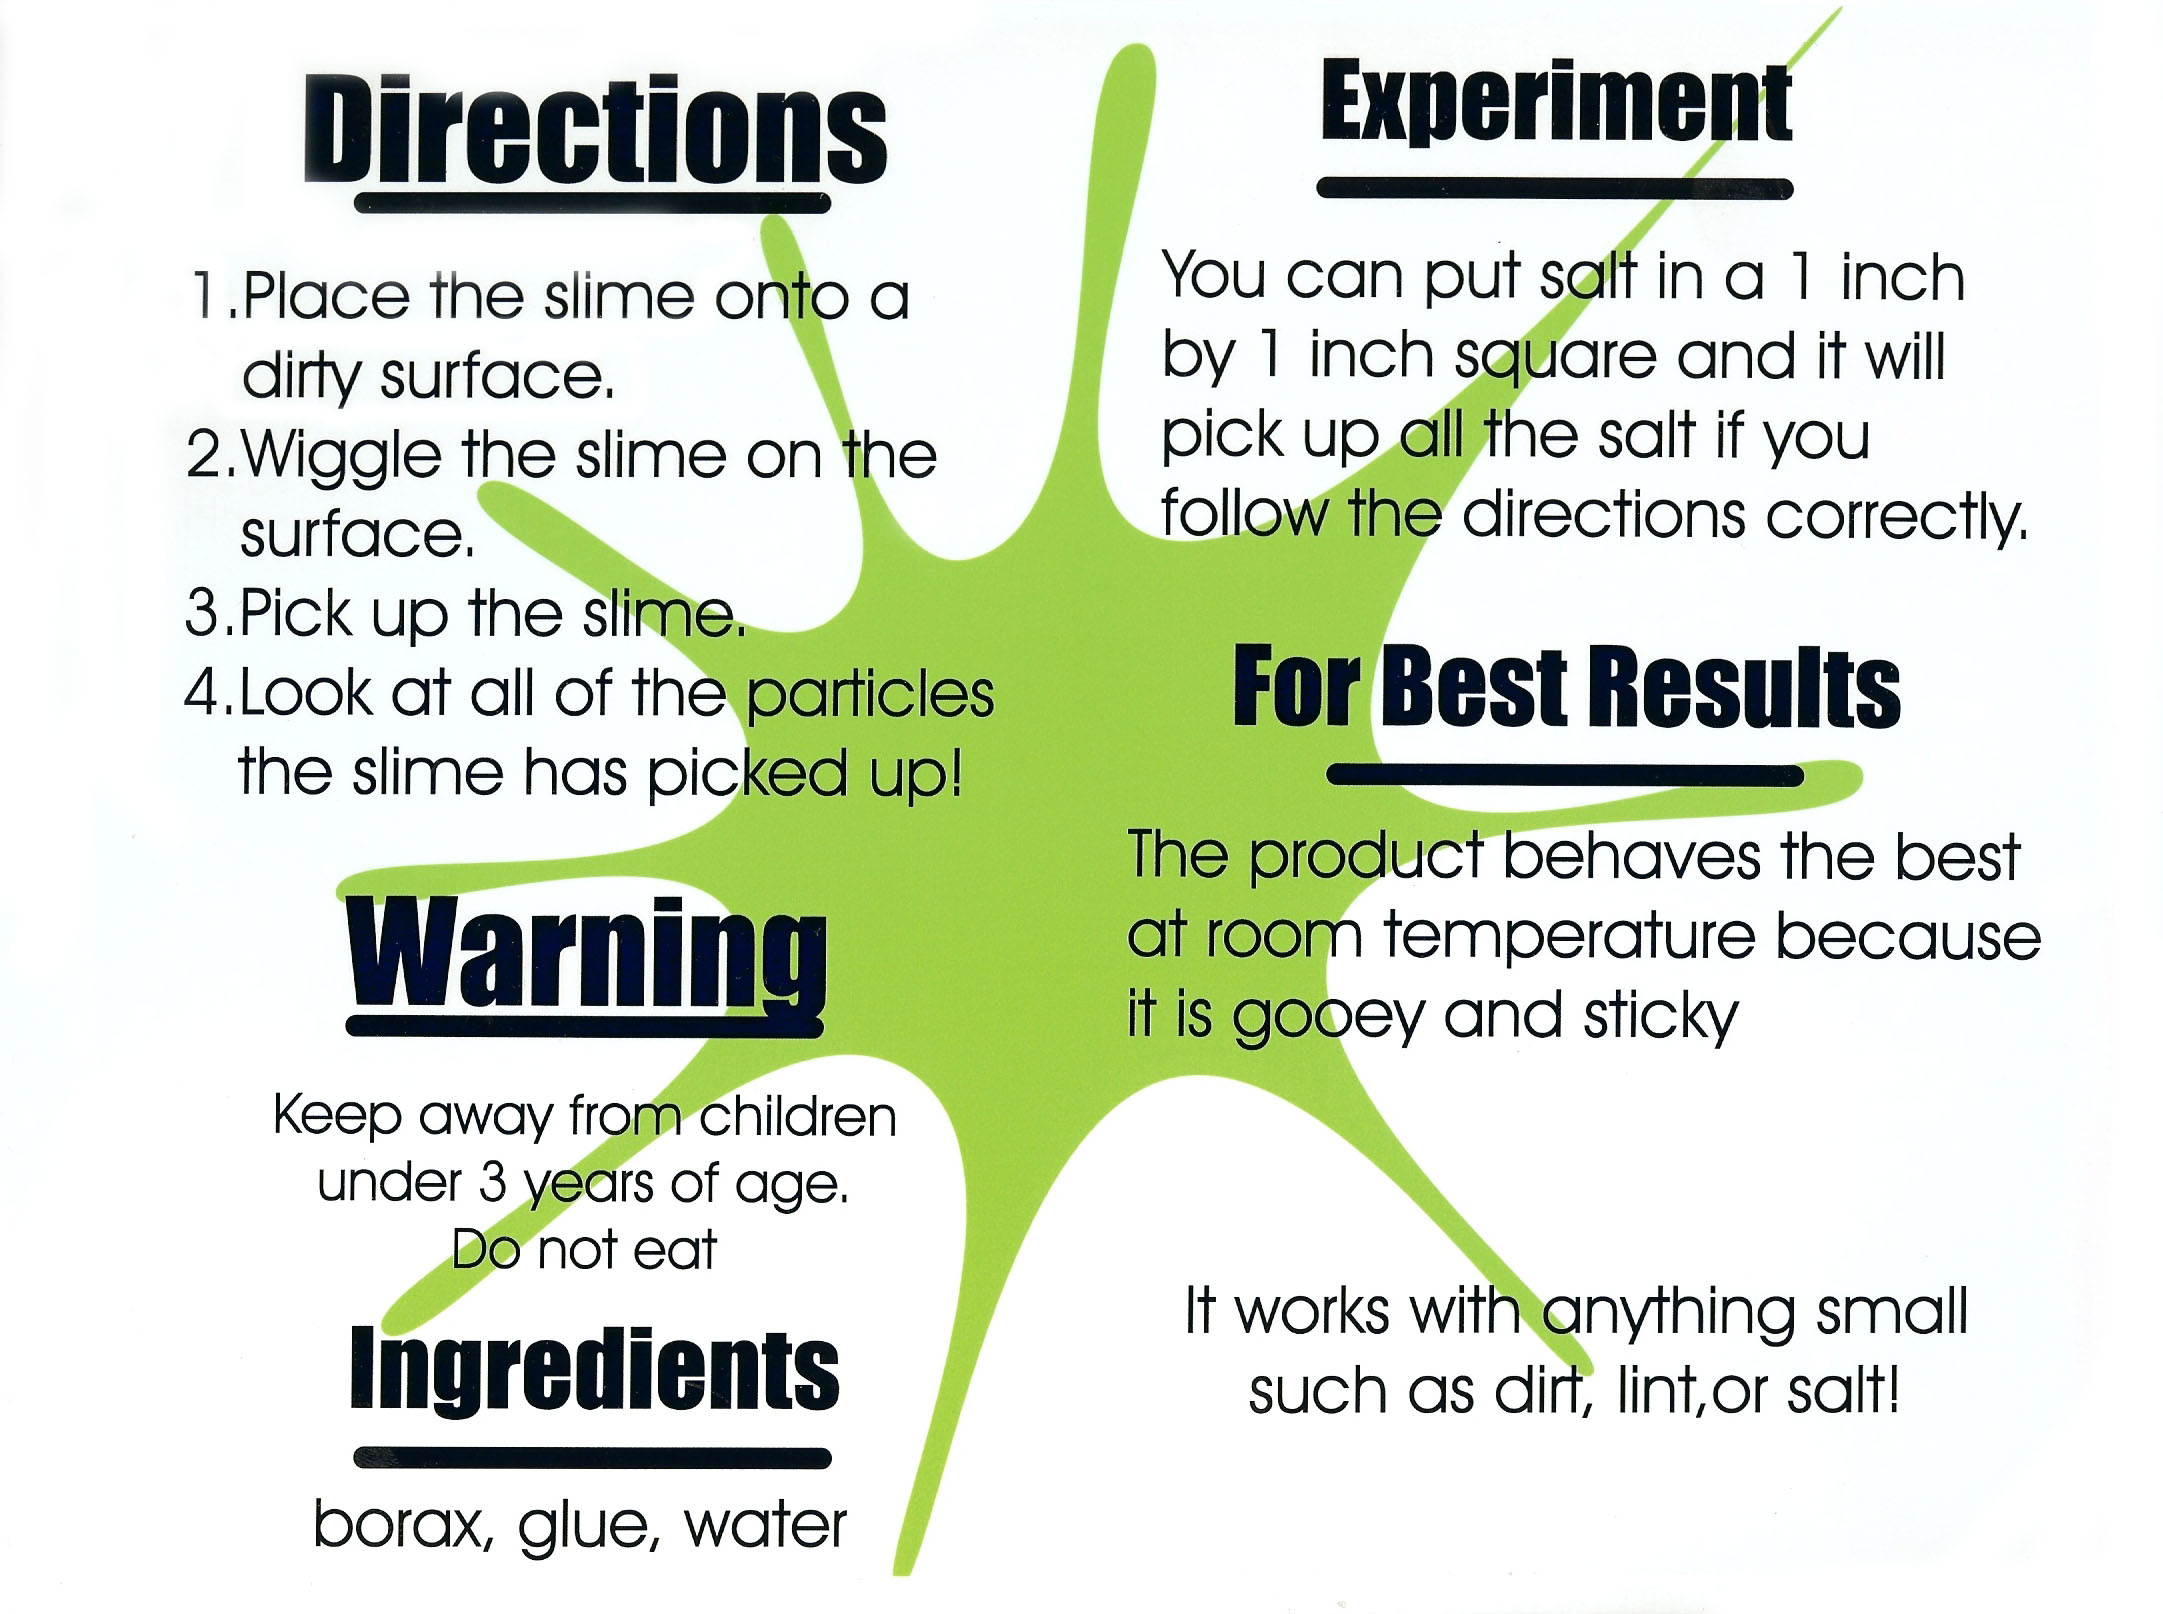 Directions
1.Place the slime onto a
dirty surface.
2.Wiggle the slime on the
surface.
3.Pick up the slime.
4.Look at all of the particles
the slime has picked up!
Warning
Keep away from children
under 3 years of age.
Do not eat
Ingredients
borax, glue, water
Experiment
You can put salt in a 1 inch
by 1 inch square and it will
pick up all the salt if you
follow the directions correctly.
For Best Results
The product behaves the best
at room temperature because
it is gooey and sticky
It works with anything small
such as dirt, lint,or salt!